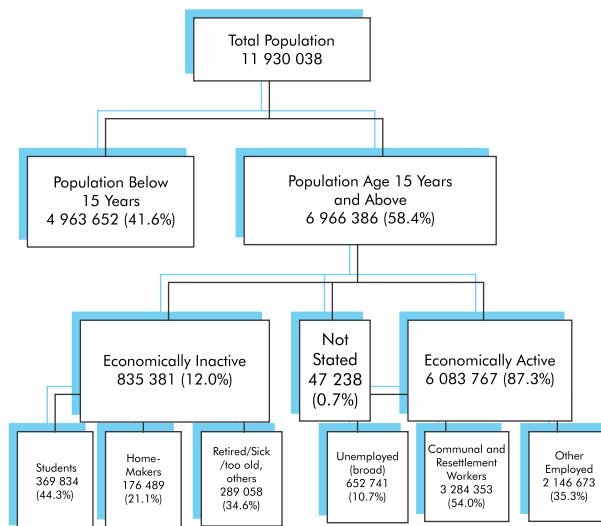 Total Population
11 930 038
Population Below
15 Years
4 963 652 (41.6%)
Population Age 15 Years
and Above
6 966 386 (58.4%)
Economically Inactive
835 381 (12.0%)
Not
Stated
47 238
(0.7%)
Economically Active
6 083 767 (87.3%)
Students
369 834
(44.3%)
Home-
Makers
176 489
(21.1%)
Retired/Sick
/too old,
others
289 058
(34.6%)
Unemployed
(broad)
652 741
(10.7%)
Communal and
Resettlement
Workers
3 284 353
(54.0%)
Other
Employed
2 146 673
(35.3%)